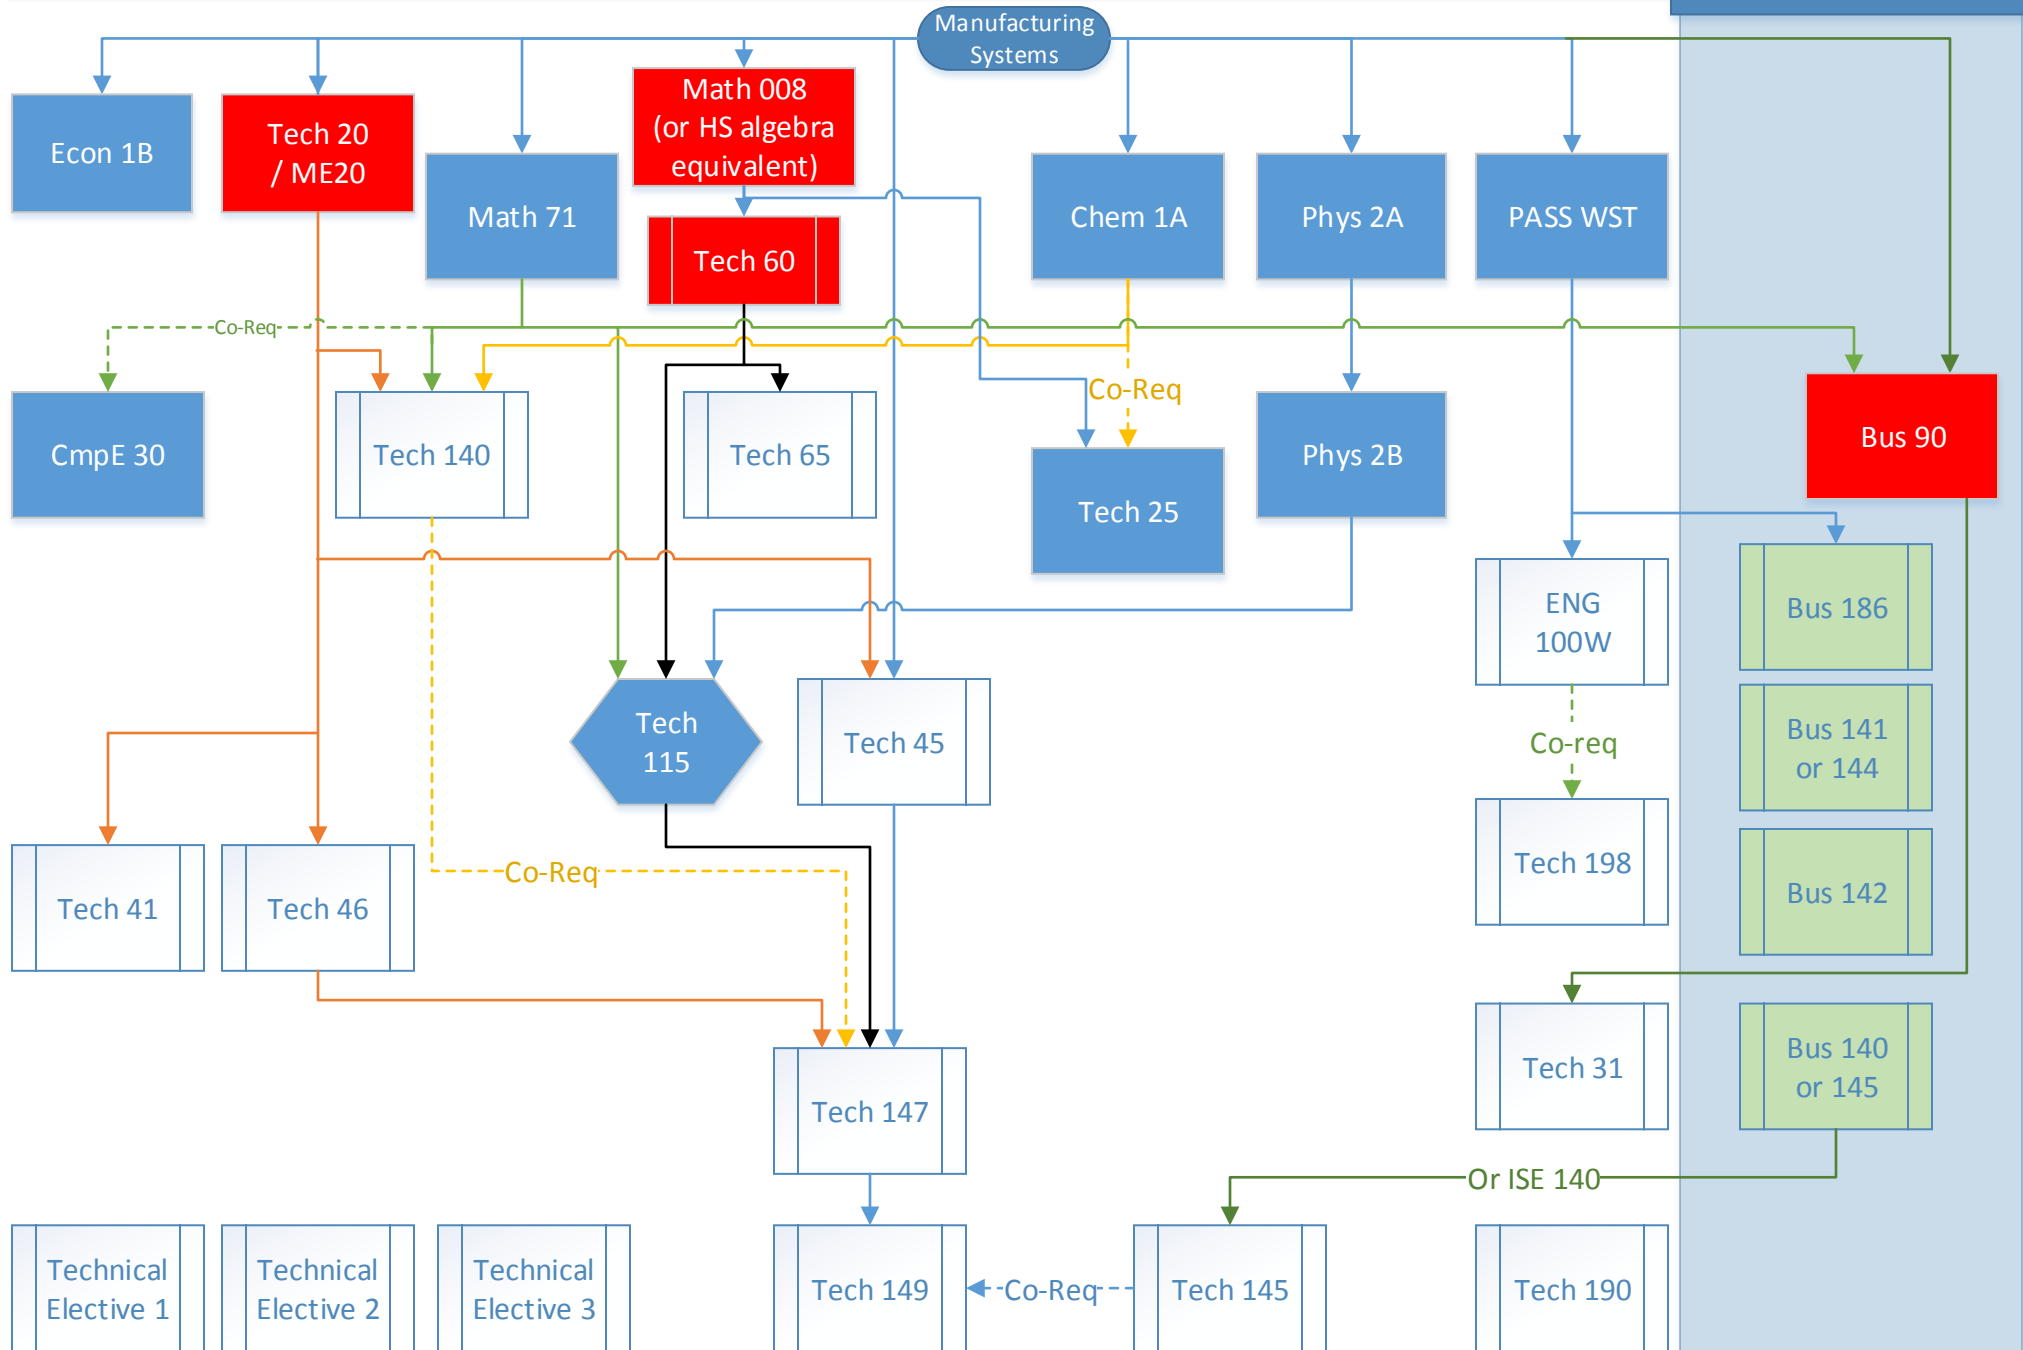 Manufacturing
Systems
Econ 1B
Tech 20
/ ME20
Math 71
Math 008
(or HS algebra
equivalent)
Tech 60
Chem 1A
Phys 2A
PASS WST
Co-Req
Co-Req
CmpE 30
Tech 140
Tech 65
Tech 25
Phys 2B
Bus 90
ENG
100W
Bus 186
Tech
115
Tech 45
Co-req
Bus 141
or 144
Tech 41
Tech 46
Co-Req
Tech 198
Bus 142
Tech 147
Tech 31
Bus 140
or 145
Or ISE 140
Technical
Elective 1
Technical
Elective 2
Technical
Elective 3
Tech 149
Co-Req
Tech 145
Tech 190